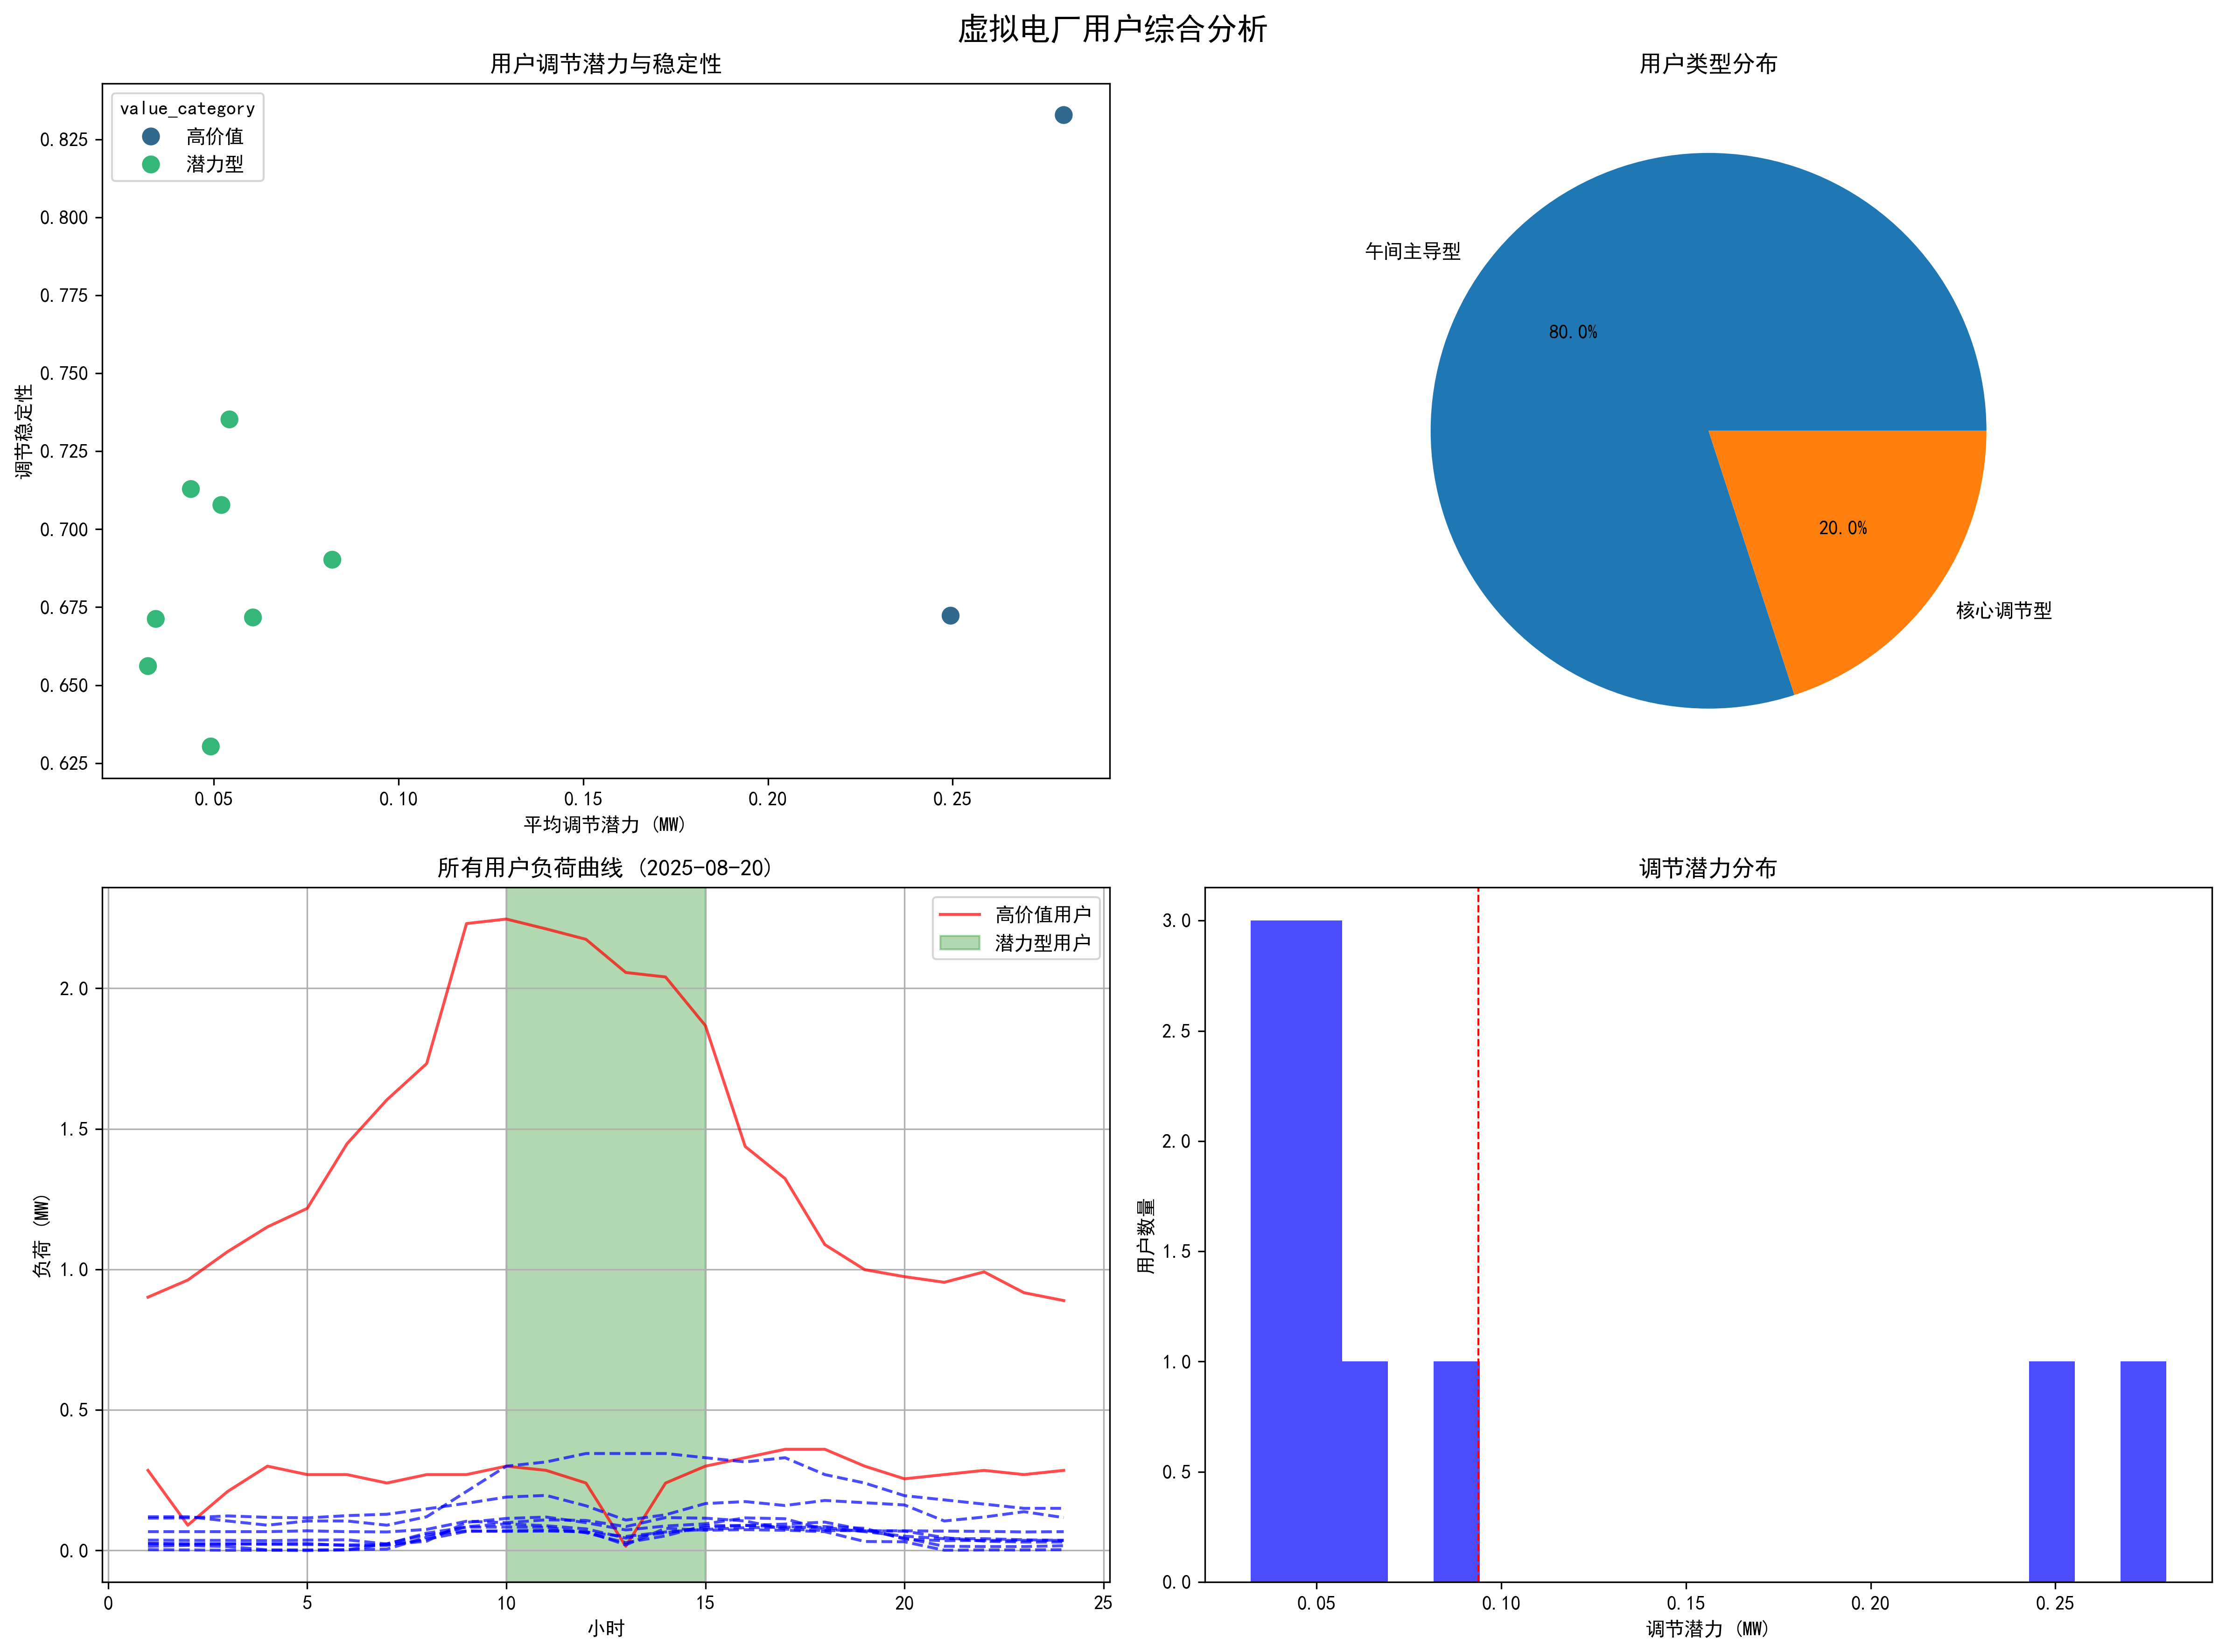 虚拟电厂用户综合分析
用户调节潜力与稳定性
value_category
高价值
潜力型
0.825
0.800
0.775
0.750
0.725
0.700
0.675
0.650
0.625
调节稳定性
0.05
0.10
0.15
0.20
0.25
平均调节潜力 (MW)
用户类型分布
午间主导型
80.0%
20.0%
核心调节型
所有用户负荷曲线 (2025-08-20)
高价值用户
潜力型用户
2.0
1.5
1.0
0.5
0.0
负荷 (MW)
0
5
10
15
20
25
小时
调节潜力分布
3.0
2.5
2.0
1.5
1.0
0.5
0.0
用户数量
0.05
0.10
0.15
0.20
0.25
调节潜力 (MW)